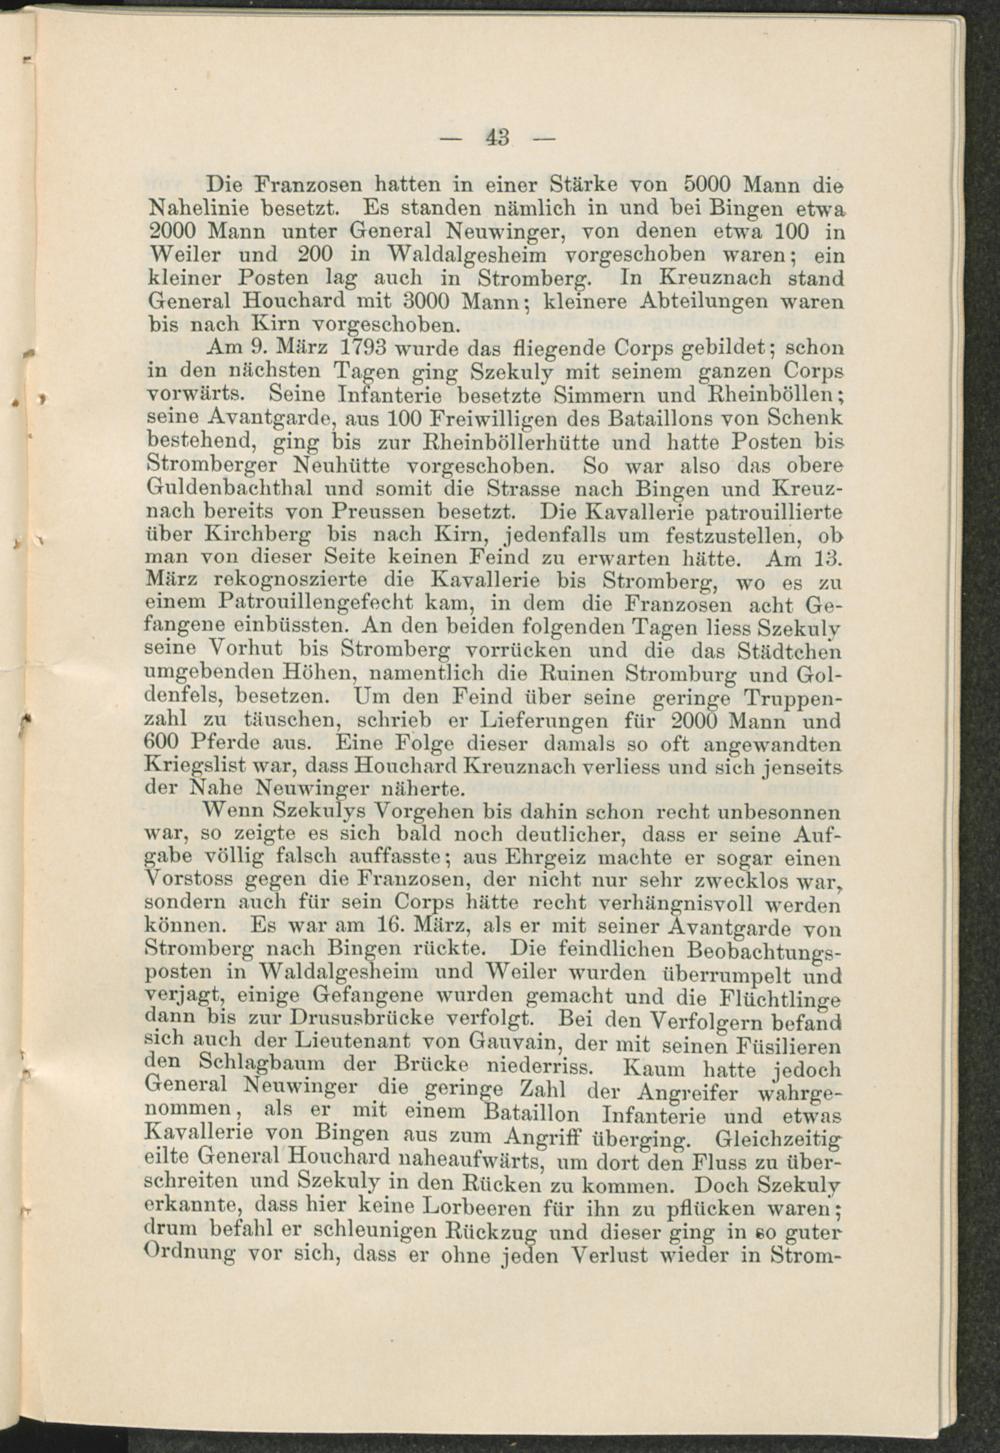 — 43 —
Die Franzosen hatten in einer Stärke von 5000 Mann die
Nahelinie besetzt. Es standen nämlich in und bei Bingen etwa
2000 Mann unter General Neuwinger, von denen etwa 100 in
Weiler und 200 in Waldalgesheim vorgeschoben waren; ein
kleiner Posten lag auch in Stromberg. In Kreuznach stand
General Houchard mit 3000 Mann; kleinere Abteilungen waren
bis nach Kirn vorgeschoben.
Am 9. März 1793 wurde das fliegende Corps gebildet; schon
in den nächsten Tagen ging Szekuly mit seinem ganzen Corps
vorwärts. Seine Infanterie besetzte Simmern und Rheinböllen;
seine Avantgarde, aus 100 Freiwilligen des Bataillons von Schenk
bestehend, ging bis zur Rheinböllerhütte und hatte Posten bis
Stromberger Neuhütte vorgeschoben. So war also das obere
Guldenbachthal und somit die Strasse nach Bingen und Kreuz-
nach bereits von Preussen besetzt. Die Kavallerie patrouillierte
über Kirchberg bis nach Kirn, jedenfalls um festzustellen, ob
man von dieser Seite keinen Feind zu erwarten hätte. Am 13.
März rekognoszierte die Kavallerie bis Stromberg, wo es zu
einem Patrouillengefecht kam, in dem die Franzosen acht Ge-
fangene einbüssten. An den beiden folgenden Tagen liess Szekuly
seine Vorhut bis Stromberg vorrücken und die das Städtchen
umgebenden Höhen, namentlich die Ruinen Stromburg und Gol-
denfels, besetzen. Um den Feind über seine geringe Truppen-
zahl zu täuschen, schrieb er Lieferungen für 2000 Mann und
600 Pferde aus. Eine Folge dieser damals so oft angewandten
Kriegslist war, dass Houchard Kreuznach verliess und sich jenseits
der Nahe Neuwinger näherte.
Wenn Szekulys Vorgehen bis dahin schon recht unbesonnen
war, so zeigte es sich bald noch deutlicher, dass er seine Auf-
gabe völlig falsch auffasste; aus Ehrgeiz machte er sogar einen
Vorstoss gegen die Franzosen, der nicht nur sehr zwecklos war,
sondern auch für sein Corps hätte recht verhängnisvoll werden
können. Es war am 16. März, als er mit seiner Avantgarde von
Stromberg nach Bingen rückte. Die feindlichen Beobachtungs-
posten in Waldalgesheim und Weiler wurden überrumpelt und
verjagt, einige Gefangene wurden gemacht und die Flüchtlinge
dann bis zur Drususbrücke verfolgt. Bei den Verfolgern befand
sich auch der Lieutenant von Gauvain, der mit seinen Füsilieren
den Schlagbaum der Brücke niederriss. Kaum hatte jedoch
General Neuwinger die geringe Zahl der Angreifer wahrge-
nommen, als er mit einem Bataillon Infanterie und etwas
Kavallerie von Bingen aus zum Angriff überging. Gleichzeitig
eilte General Houchard naheaufwärts, um dort den Fluss zu über-
schreiten und Szekuly in den Rücken zu kommen. Doch Szekuly
erkannte, dass hier keine Lorbeeren für ihn zu pflücken waren;
drum befahl er schleunigen Rückzug und dieser ging in so guter
Ordnung vor sich, dass er ohne jeden Verlust wieder in Strom-